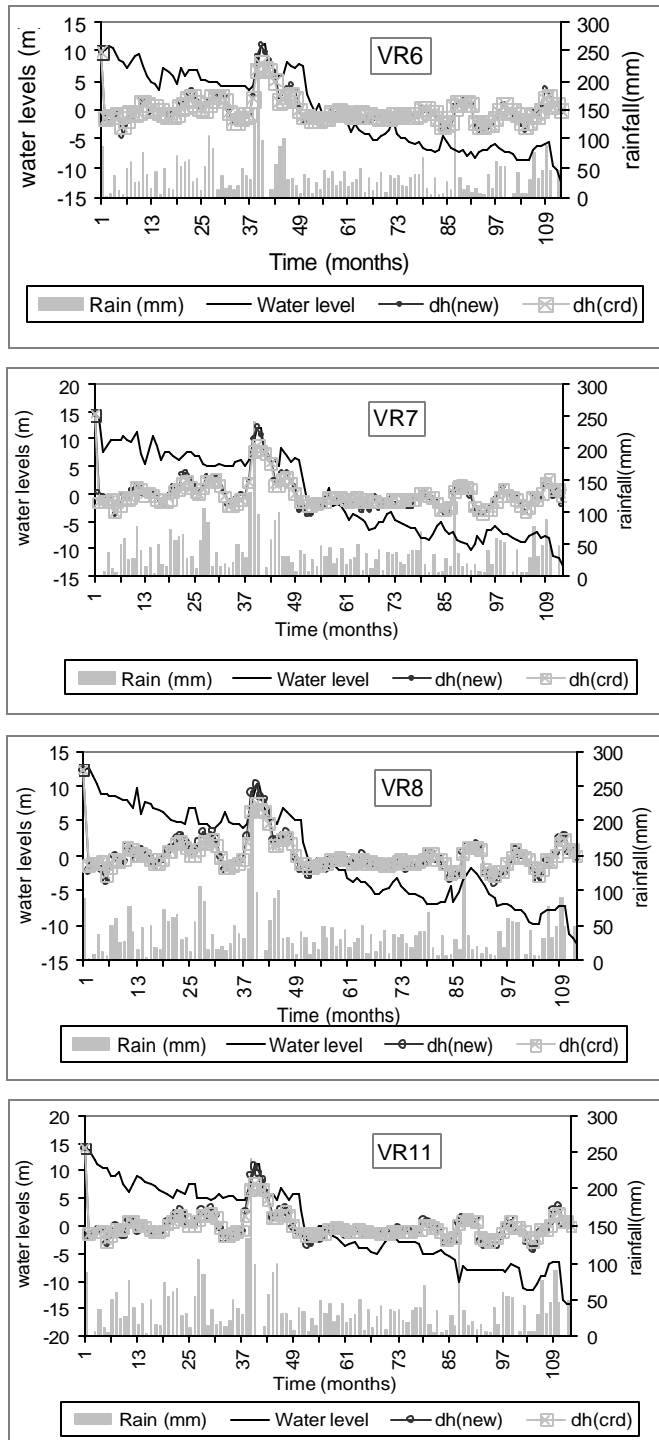 VR6
water levels (m
15
10
5
0
-5
-10
-15
300
250
200
150
100
50
0
rainfall(mm)
1 13 25 37 49 61 73 85 97 109
Time (months)
Rain (mm) Water level dh(new) dh(crd)
VR7
water levels (m)
20
15
10
5
0
-5
-10
-15
300
250
200
150
100
50
0
rainfall(mm)
1 13 25 37 49 61 73 85 97 109
Time (months)
Rain (mm) Water level dh(new) dh(crd)
VR8
water levels (m)
15
10
5
0
-5
-10
-15
300
250
200
150
100
50
0
rainfall(mm)
1 13 25 37 49 61 73 85 97 109
Time (months)
Rain (mm) Water level dh(new) dh(crd)
VR11
water levels (m)
20
15
10
5
0
-5
-10
-15
-20
300
250
200
150
100
50
0
rainfall(mm)
1 13 25 37 49 61 73 85 97 109
Time (months)
Rain (mm) Water level dh(new) dh(crd)